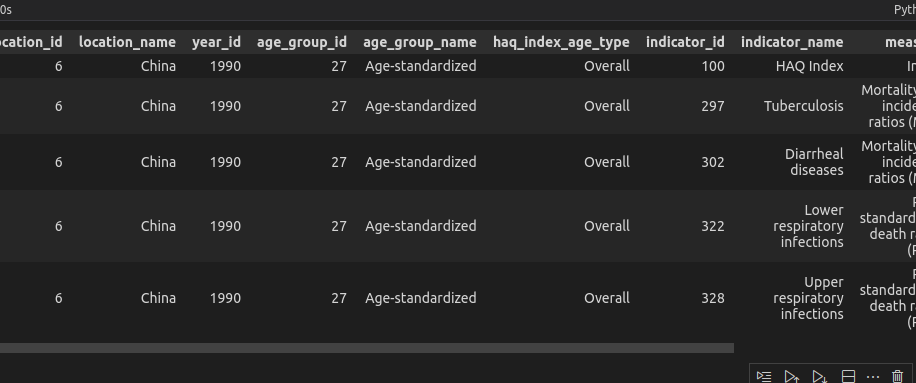 0s Pyth
ocation_id location_name year_id age_group_id age_group_name haq_index_age_type indicator_id indicator_name meas
6 China 1990 27 Age-standardized Overall 100 HAQ Index In
6 China 1990 27 Age-standardized Overall 297 Tuberculosis Mortality
incide
ratios (M
6 China 1990 27 Age-standardized Overall 302 Diarrheal
diseases Mortality
incide
ratios (M
6 China 1990 27 Age-standardized Overall 322 Lower
respiratory
infections R
standard
death r
(R
6 China 1990 27 Age-standardized Overall 328 Upper
respiratory
infections R
standard
death r
(R